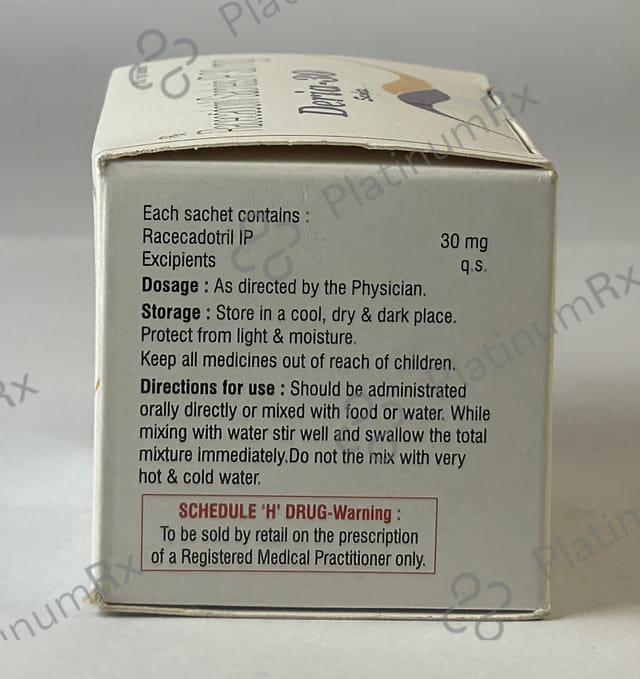 Deria-30
Each sachet contains :
Racecadotril IP 30 mg
Excipients q.s.
Dosage : As directed by the Physician.
Storage : Store in a cool, dry & dark place.
Protect from light & moisture.
Keep all medicines out of reach of children.
Directions for use : Should be administrated
orally directly or mixed with food or water. While
mixing with water stir well and swallow the total
mixture immediately.Do not the mix with very
hot & cold water.
SCHEDULE 'H' DRUG-Warning :
To be sold by retail on the prescription
of a Registered Medical Practitioner only.
PlatinumRx
PlatinumRx